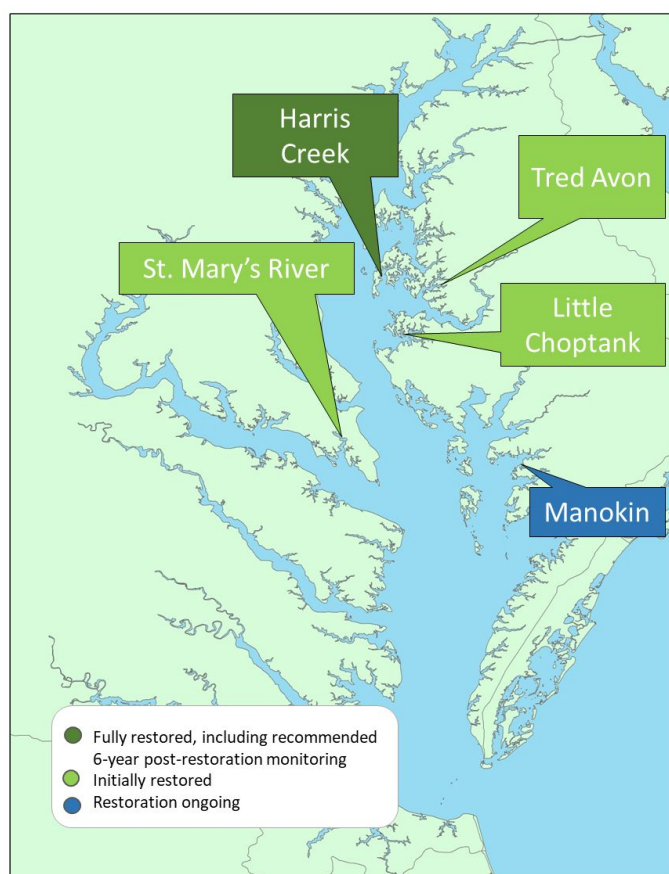 Harris
Creek
Tred Avon
St. Mary’s River
Little
Choptank
Manokin
Fully restored, including recommended
6-year post-restoration monitoring
Initially restored
Restoration ongoing